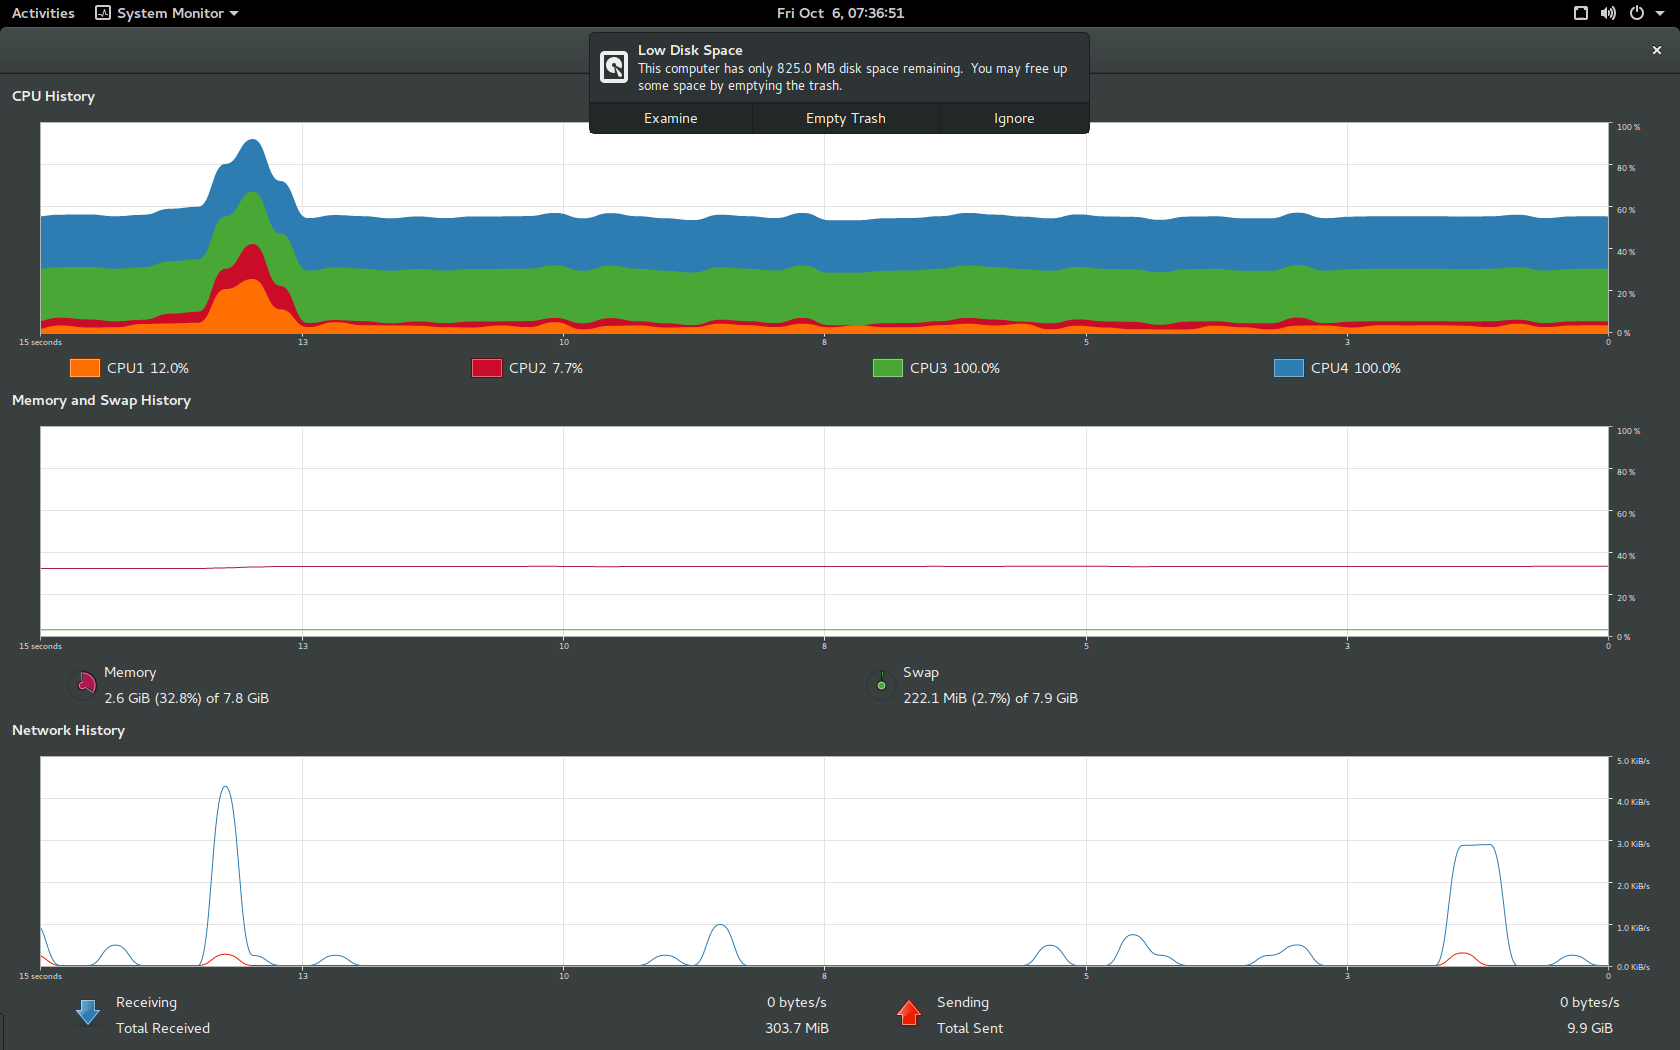 Activities System Monitor Fri Oct 6, 07:36:51
Low Disk Space
This computer has only 825.0 MB disk space remaining. You may free up
some space by emptying the trash.
Examine Empty Trash Ignore
CPU History
100 %
80 %
60 %
40 %
20 %
0 %
15 seconds 13 10 8 5 3 0
CPU1 12.0% CPU2 7.7% CPU3 100.0% CPU4 100.0%
Memory and Swap History
100 %
80 %
60 %
40 %
20 %
0 %
15 seconds 13 10 8 5 3 0
Memory Swap
2.6 GiB (32.8%) of 7.8 GiB 222.1 MiB (2.7%) of 7.9 GiB
Network History
5.0 KiB/s
4.0 KiB/s
3.0 KiB/s
2.0 KiB/s
1.0 KiB/s
0.0 KiB/s
15 seconds 13 10 8 5 3 0
Receiving 0 bytes/s Sending 0 bytes/s
Total Received 303.7 MiB Total Sent 9.9 GiB